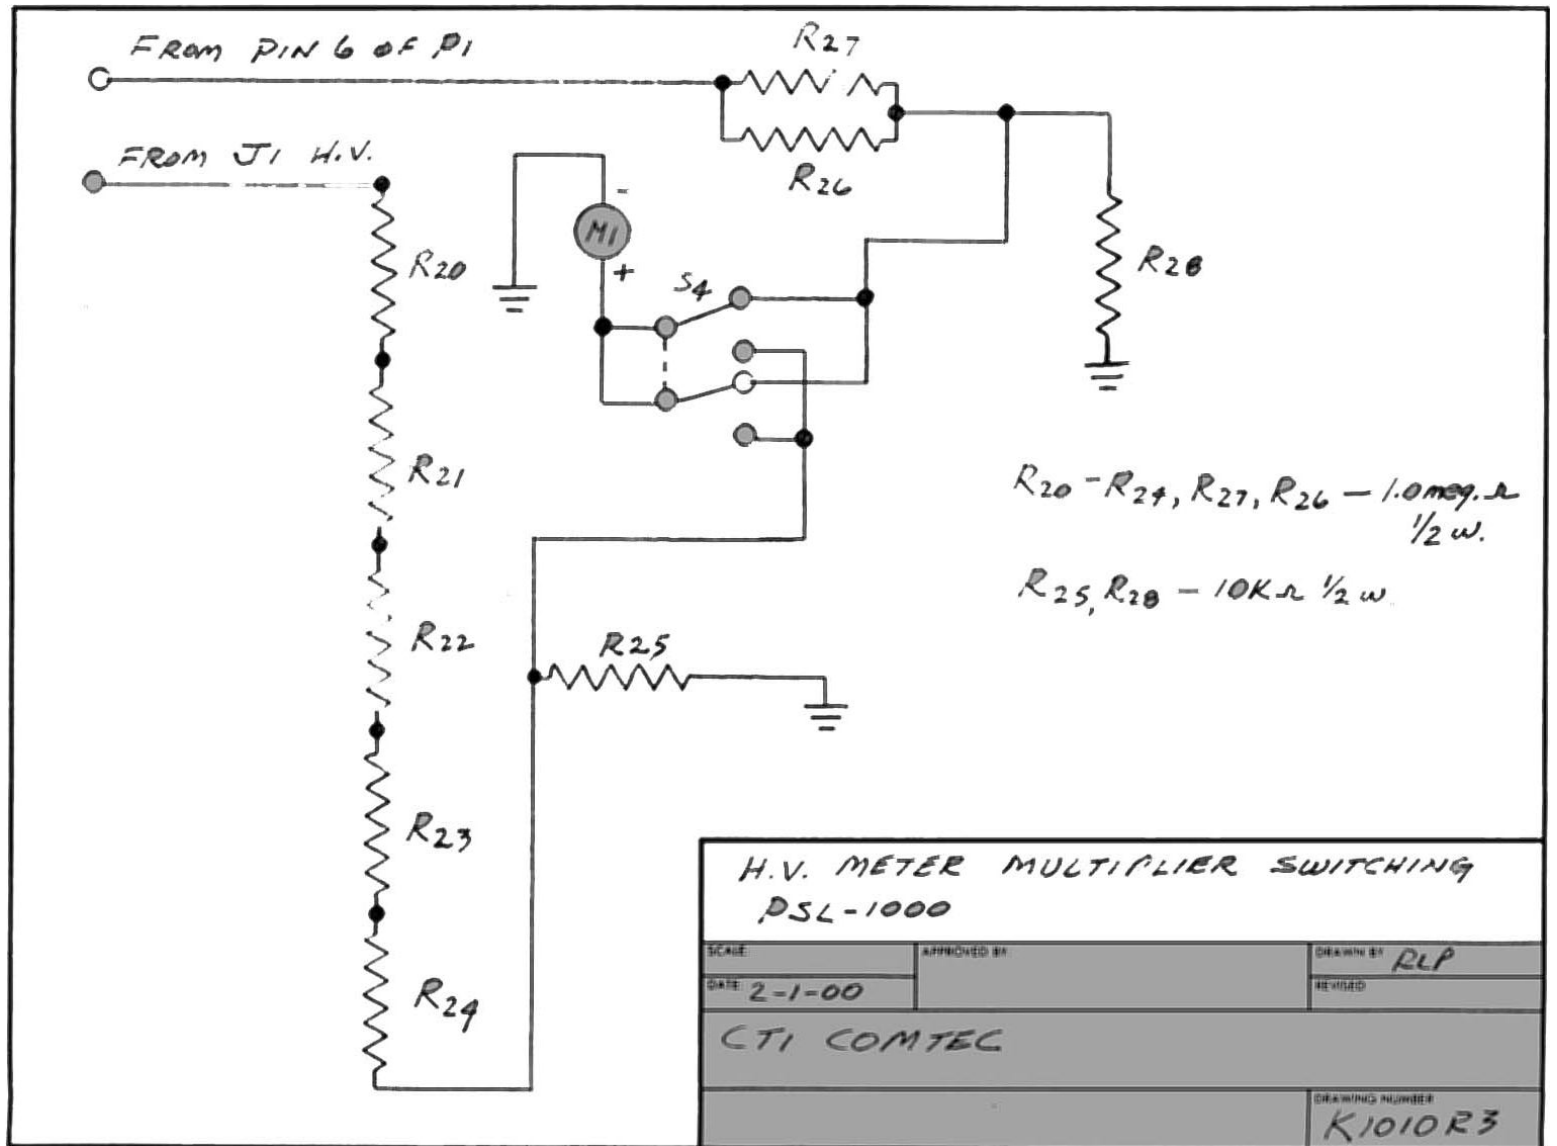 FROM PIN 6 OF P1
R27
FROM J1 H.V.
R26
-
M1
+
S4
R20
R28
R21
R20-R24, R27, R26 - 1.0 meg. Ω
1/2 W.
R25, R28 - 10K Ω 1/2 W
R22
R25
R23
R24
H.V. METER MULTIPLIER SWITCHING
PSL-1000
SCALE:
APPROVED BY:
DRAWN BY RLP
DATE: 2-1-00
REVISED
CTI COMTEC
DRAWING NUMBER
K1010R3